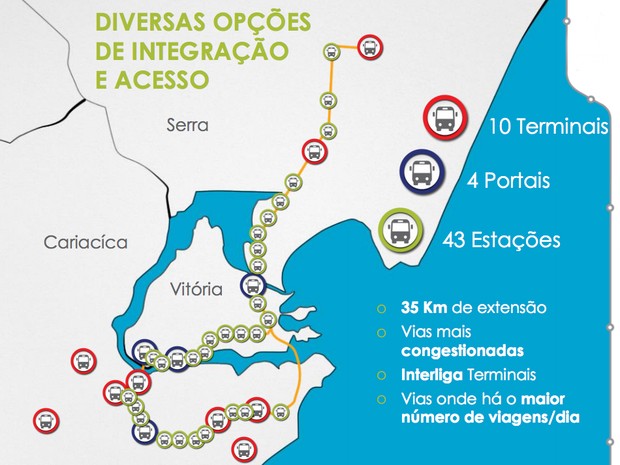 DIVERSAS OPÇÕES
DE INTEGRAÇÃO
E ACESSO
Serra
10 Terminais
4 Portais
Cariacíca
43 Estações
Vitória
35 Km de extensão
Vias mais
congestionadas
Interliga Terminais
Vias onde há o maior
número de viagens/dia